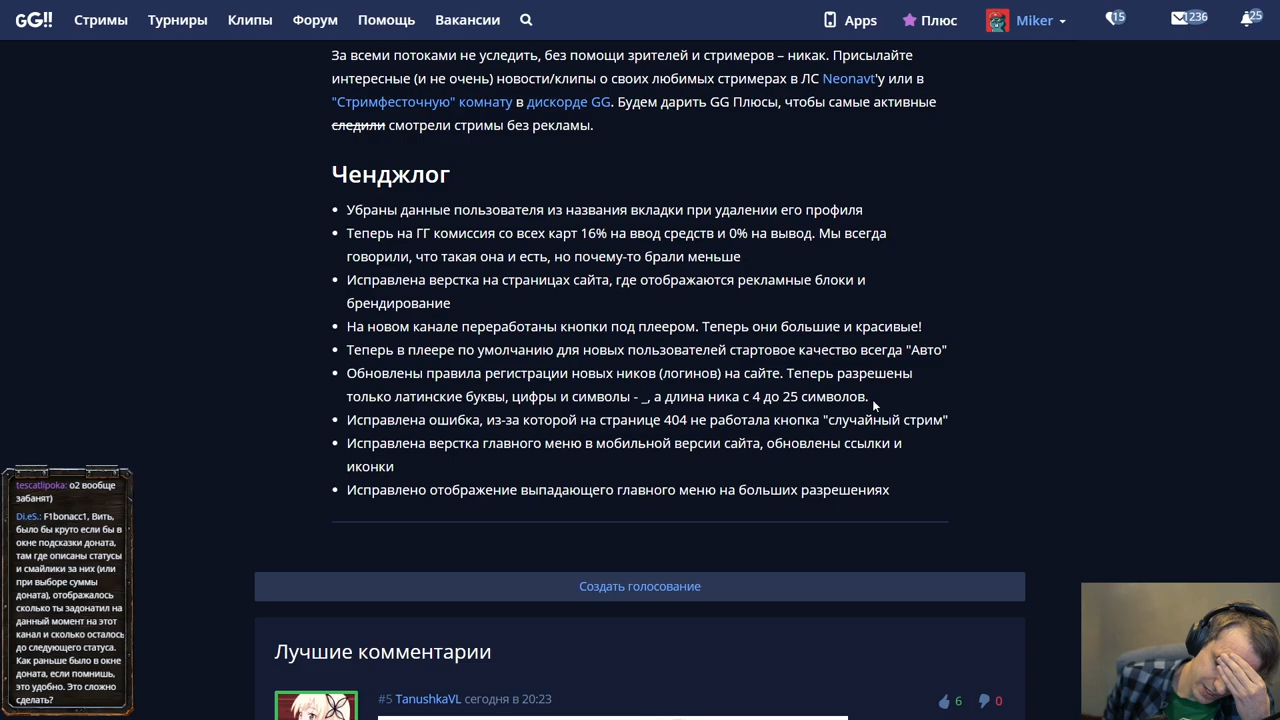 GG!! Стримы Турниры Клипы Форум Помощь Вакансии Apps Плюс Miker 15 1236 25
За всеми потоками не уследить, без помощи зрителей и стримеров – никак. Присылайте
интересные (и не очень) новости/клипы о своих любимых стримерах в ЛС Neonavt'у или в
"Стримфесточную" комнату в дискорде GG. Будем дарить GG Плюсы, чтобы самые активные
следили смотрели стримы без рекламы.
Ченджлог
• Убраны данные пользователя из названия вкладки при удалении его профиля
• Теперь на ГГ комиссия со всех карт 16% на ввод средств и 0% на вывод. Мы всегда
говорили, что такая она и есть, но почему-то брали меньше
• Исправлена верстка на страницах сайта, где отображаются рекламные блоки и
брендирование
• На новом канале переработаны кнопки под плеером. Теперь они большие и красивые!
• Теперь в плеере по умолчанию для новых пользователей стартовое качество всегда "Авто"
• Обновлены правила регистрации новых ников (логинов) на сайте. Теперь разрешены
только латинские буквы, цифры и символы - _, а длина ника с 4 до 25 символов.
• Исправлена ошибка, из-за которой на странице 404 не работала кнопка "случайный стрим"
• Исправлена верстка главного меню в мобильной версии сайта, обновлены ссылки и
иконки
• Исправлено отображение выпадающего главного меню на больших разрешениях
Создать голосование
Лучшие комментарии
#5 TanushkaVL сегодня в 20:23 6 0
tescatlipoka: о2 вообще
забанят)
Di.eS.: F1bonacc1, Вить,
было бы круто если бы в
окне подсказки доната,
там где описаны статусы
и смайлики за них (или
при выборе суммы
доната), отображалось
сколько ты задонатил на
данный момент на этот
канал и сколько осталось
до следующего статуса.
Как раньше было в окне
доната, если помнишь,
это удобно. Это сложно
сделать?